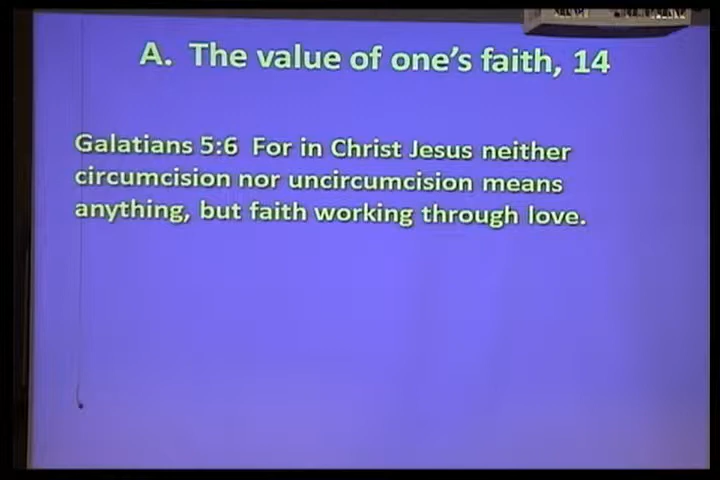 A. The value of one's faith, 14
Galatians 5:6 For in Christ Jesus neither
circumcision nor uncircumcision means
anything, but faith working through love.